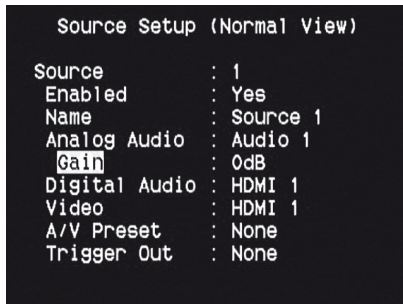 Source Setup (Normal View)
Source : 1
Enabled : Yes
Name : Source 1
Analog Audio : Audio 1
Gain : 0dB
Digital Audio : HDMI 1
Video : HDMI 1
A/V Preset : None
Trigger Out : None